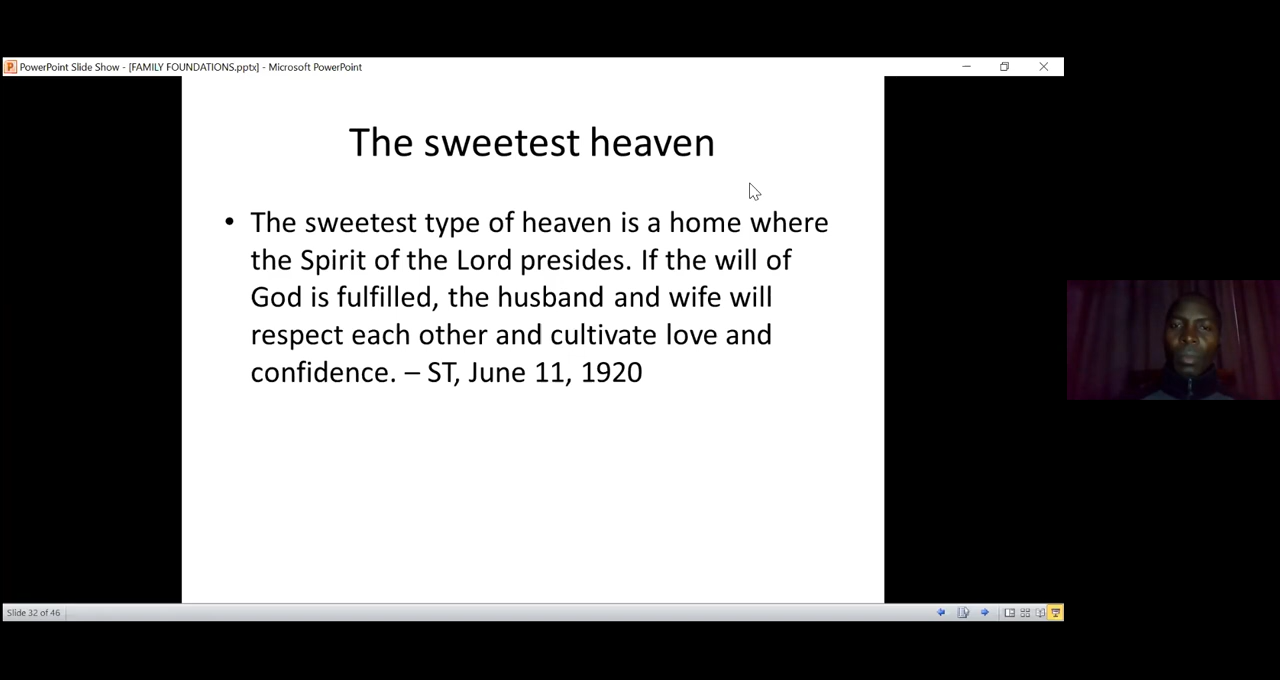 PowerPoint Slide Show - [FAMILY FOUNDATIONS.pptx] - Microsoft PowerPoint
The sweetest heaven
• The sweetest type of heaven is a home where
the Spirit of the Lord presides. If the will of
God is fulfilled, the husband and wife will
respect each other and cultivate love and
confidence. – ST, June 11, 1920
Slide 32 of 46